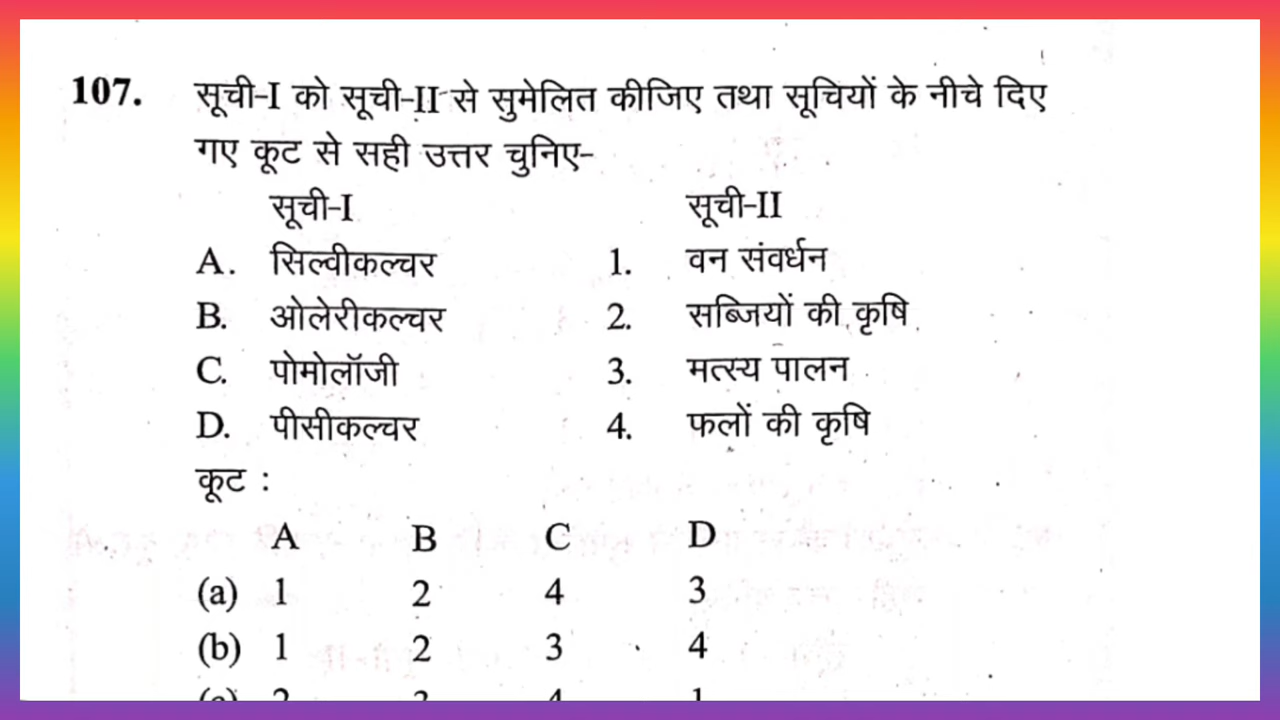 107. सूची-I को सूची-II से सुमेलित कीजिए तथा सूचियों के नीचे दिए
गए कूट से सही उत्तर चुनिए-
सूची-I सूची-II
A. सिल्वीकल्चर 1. वन संवर्धन
B. ओलेरीकल्चर 2. सब्जियों की कृषि
C. पोमोलॉजी 3. मत्स्य पालन
D. पीसीकल्चर 4. फलों की कृषि
कूट :
A B C D
(a) 1 2 4 3
(b) 1 2 3 4